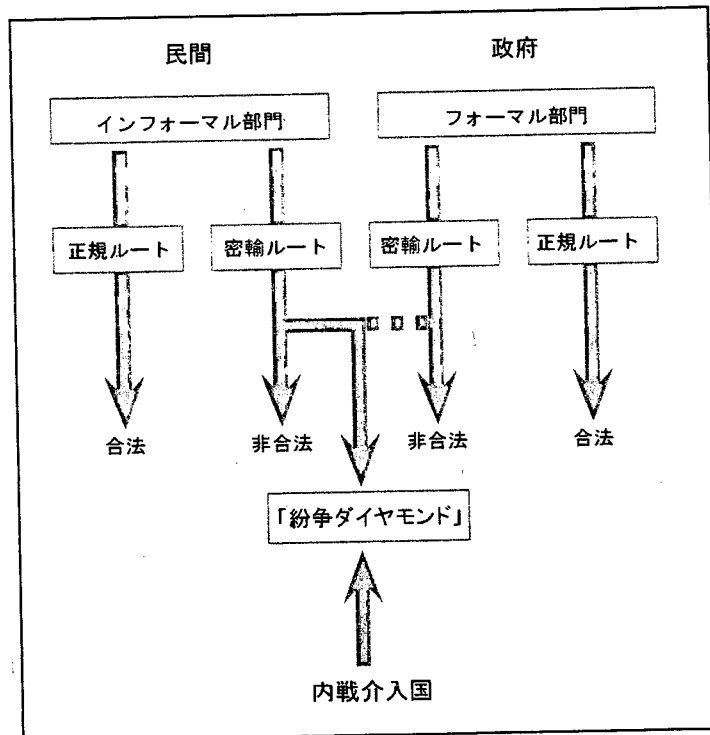 民間
政府
インフォーマル部門
フォーマル部門
正規ルート
密輸ルート
密輸ルート
正規ルート
合法
非合法
非合法
合法
「紛争ダイヤモンド」
内戦介入国